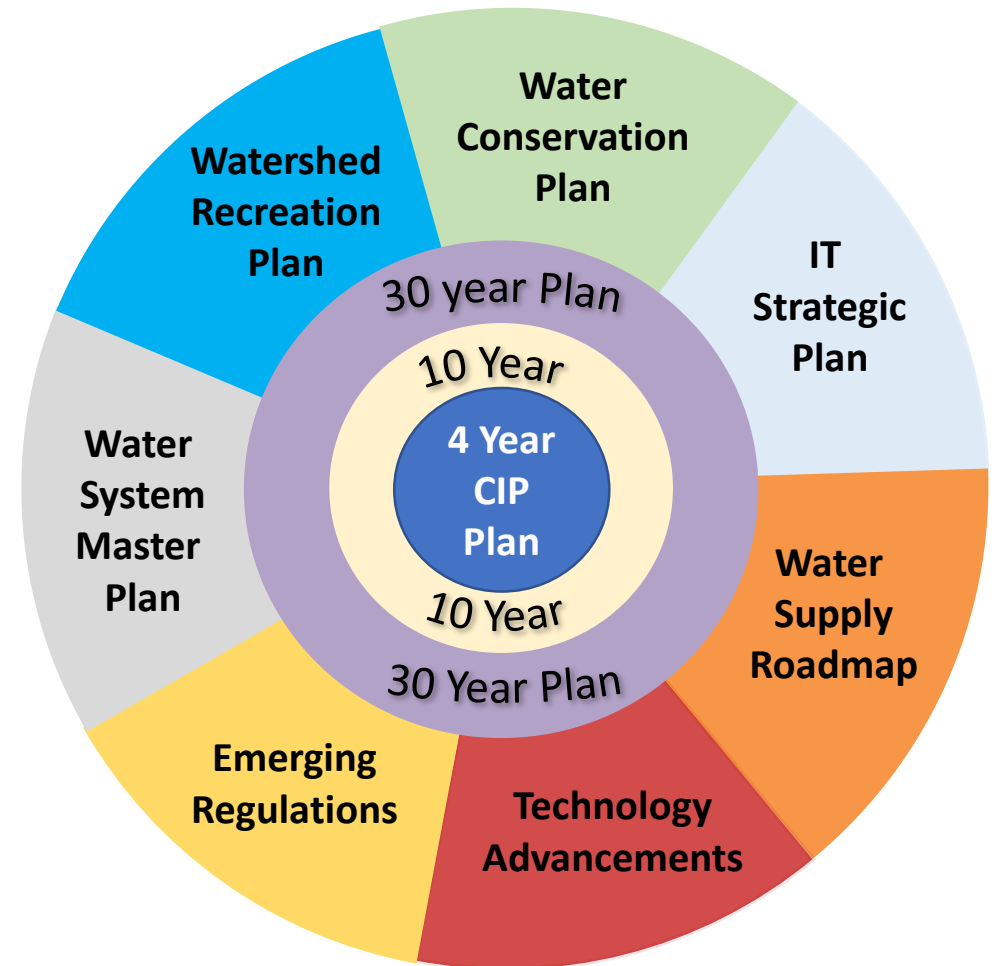 Water
Conservation
Plan
Watershed
Recreation
Plan
IT
Strategic
Plan
30 year Plan
10 Year
4 Year
CIP
Plan
10 Year
30 Year Plan
Water
System
Master
Plan
Water
Supply
Roadmap
Emerging
Regulations
Technology
Advancements